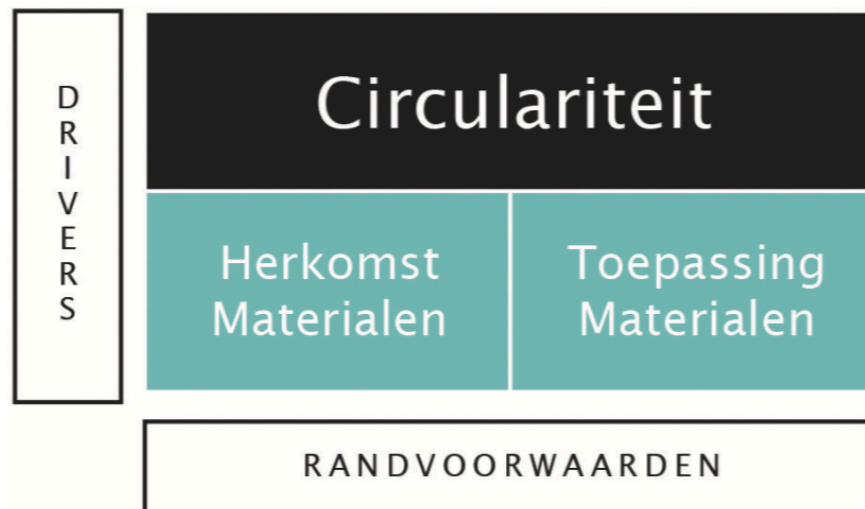 DRIVERS
Circulariteit
Herkomst
Materialen
Toepassing
Materialen
RANDVOORWAARDEN